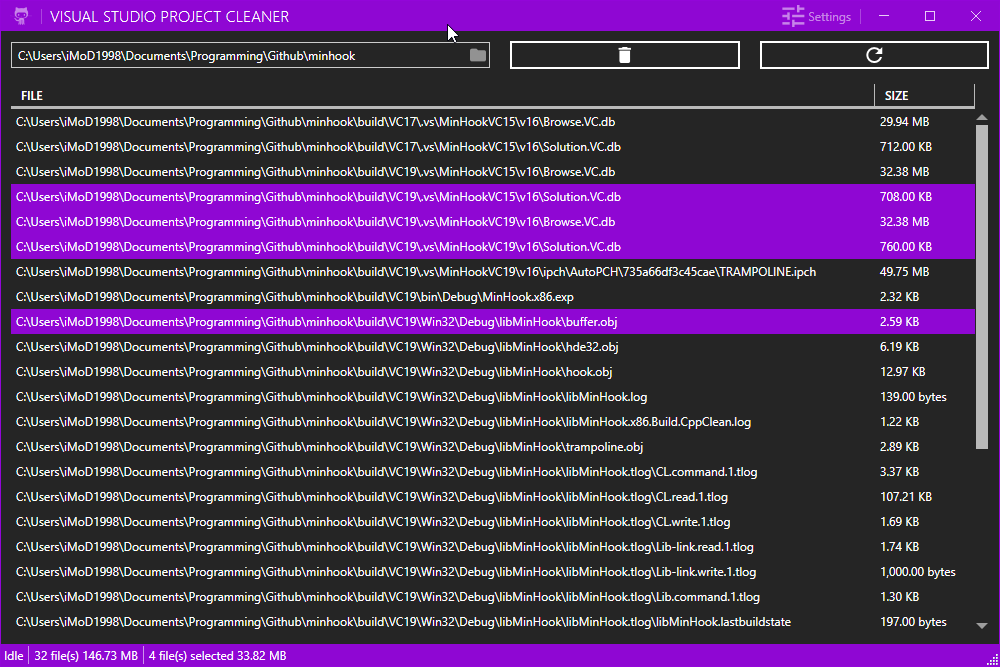 VISUAL STUDIO PROJECT CLEANER Settings
C:\Users\iMoD1998\Documents\Programming\Github\minhook
FILE SIZE
C:\Users\iMoD1998\Documents\Programming\Github\minhook\build\VC17\.vs\MinHookVC15\v16\Browse.VC.db 29.94 MB
C:\Users\iMoD1998\Documents\Programming\Github\minhook\build\VC17\.vs\MinHookVC15\v16\Solution.VC.db 712.00 KB
C:\Users\iMoD1998\Documents\Programming\Github\minhook\build\VC19\.vs\MinHookVC15\v16\Browse.VC.db 32.38 MB
C:\Users\iMoD1998\Documents\Programming\Github\minhook\build\VC19\.vs\MinHookVC15\v16\Solution.VC.db 708.00 KB
C:\Users\iMoD1998\Documents\Programming\Github\minhook\build\VC19\.vs\MinHookVC19\v16\Browse.VC.db 32.38 MB
C:\Users\iMoD1998\Documents\Programming\Github\minhook\build\VC19\.vs\MinHookVC19\v16\Solution.VC.db 760.00 KB
C:\Users\iMoD1998\Documents\Programming\Github\minhook\build\VC19\.vs\MinHookVC19\v16\ipch\AutoPCH\735a66df3c45cae\TRAMPOLINE.ipch 49.75 MB
C:\Users\iMoD1998\Documents\Programming\Github\minhook\build\VC19\bin\Debug\MinHook.x86.exp 2.32 KB
C:\Users\iMoD1998\Documents\Programming\Github\minhook\build\VC19\Win32\Debug\libMinHook\buffer.obj 2.59 KB
C:\Users\iMoD1998\Documents\Programming\Github\minhook\build\VC19\Win32\Debug\libMinHook\hde32.obj 6.19 KB
C:\Users\iMoD1998\Documents\Programming\Github\minhook\build\VC19\Win32\Debug\libMinHook\hook.obj 12.97 KB
C:\Users\iMoD1998\Documents\Programming\Github\minhook\build\VC19\Win32\Debug\libMinHook\libMinHook.log 139.00 bytes
C:\Users\iMoD1998\Documents\Programming\Github\minhook\build\VC19\Win32\Debug\libMinHook\libMinHook.x86.Build.CppClean.log 1.22 KB
C:\Users\iMoD1998\Documents\Programming\Github\minhook\build\VC19\Win32\Debug\libMinHook\trampoline.obj 2.89 KB
C:\Users\iMoD1998\Documents\Programming\Github\minhook\build\VC19\Win32\Debug\libMinHook\libMinHook.tlog\CL.command.1.tlog 3.37 KB
C:\Users\iMoD1998\Documents\Programming\Github\minhook\build\VC19\Win32\Debug\libMinHook\libMinHook.tlog\CL.read.1.tlog 107.21 KB
C:\Users\iMoD1998\Documents\Programming\Github\minhook\build\VC19\Win32\Debug\libMinHook\libMinHook.tlog\CL.write.1.tlog 1.69 KB
C:\Users\iMoD1998\Documents\Programming\Github\minhook\build\VC19\Win32\Debug\libMinHook\libMinHook.tlog\Lib-link.read.1.tlog 1.74 KB
C:\Users\iMoD1998\Documents\Programming\Github\minhook\build\VC19\Win32\Debug\libMinHook\libMinHook.tlog\Lib-link.write.1.tlog 1,000.00 bytes
C:\Users\iMoD1998\Documents\Programming\Github\minhook\build\VC19\Win32\Debug\libMinHook\libMinHook.tlog\Lib.command.1.tlog 1.30 KB
C:\Users\iMoD1998\Documents\Programming\Github\minhook\build\VC19\Win32\Debug\libMinHook\libMinHook.tlog\libMinHook.lastbuildstate 197.00 bytes
Idle 32 file(s) 146.73 MB 4 file(s) selected 33.82 MB